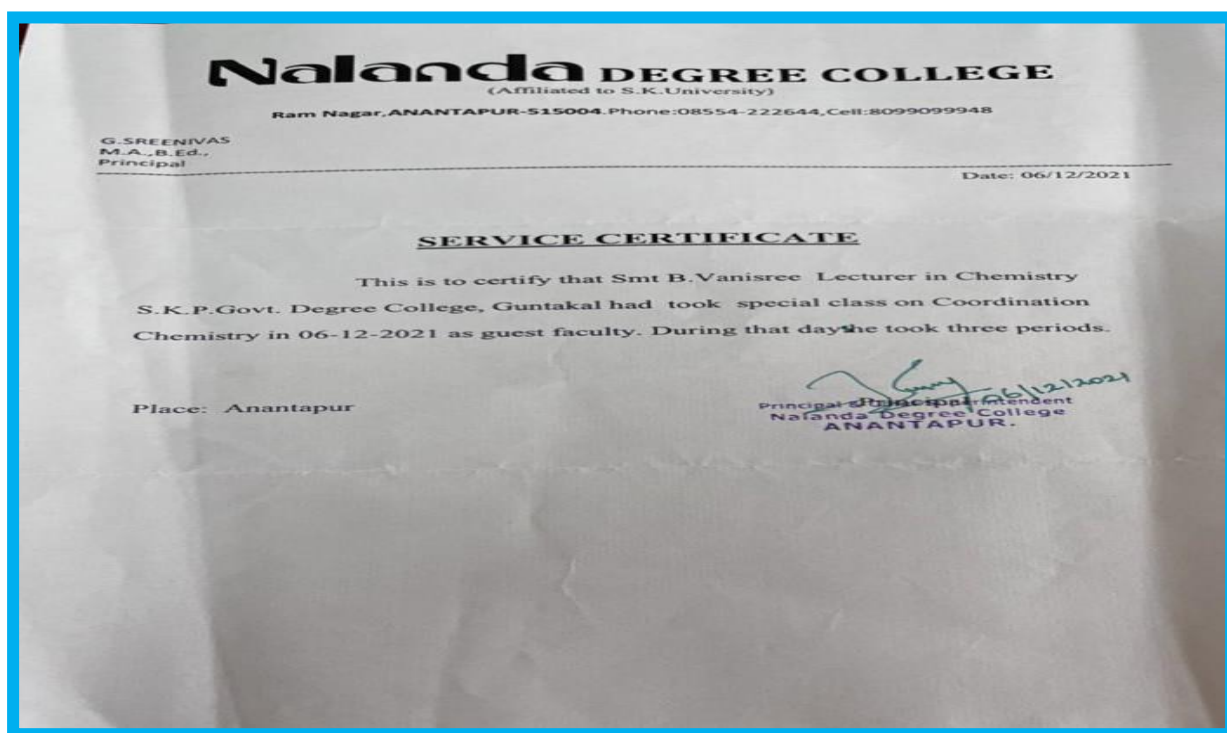 Nalanda DEGREE COLLEGE
(Affiliated to S.K.University)
Ram Nagar,ANANTAPUR-515004.Phone:08554-222644,Cell:8099099948
G.SREENIVAS
M.A.,B.Ed.,
Principal
Date: 06/12/2021
SERVICE CERTIFICATE
This is to certify that Smt B.Vanisree Lecturer in Chemistry
S.K.P.Govt. Degree College, Guntakal had took special class on Coordination
Chemistry in 06-12-2021 as guest faculty. During that day she took three periods.
06/12/2021
Place: Anantapur
Principal
Nalanda Degree College
ANANTAPUR.